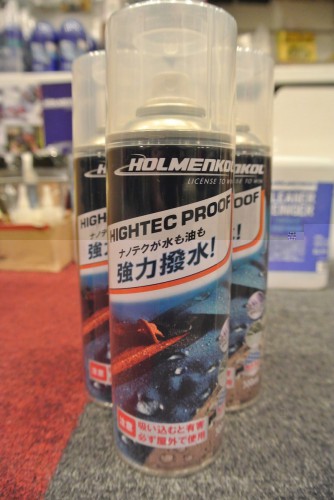 HOLMENKOL
LICENSE TO
HIGHTEC PROOF
ナノテクが水も油も
強力撥水!
吸い込むと有害
必ず屋外で使用